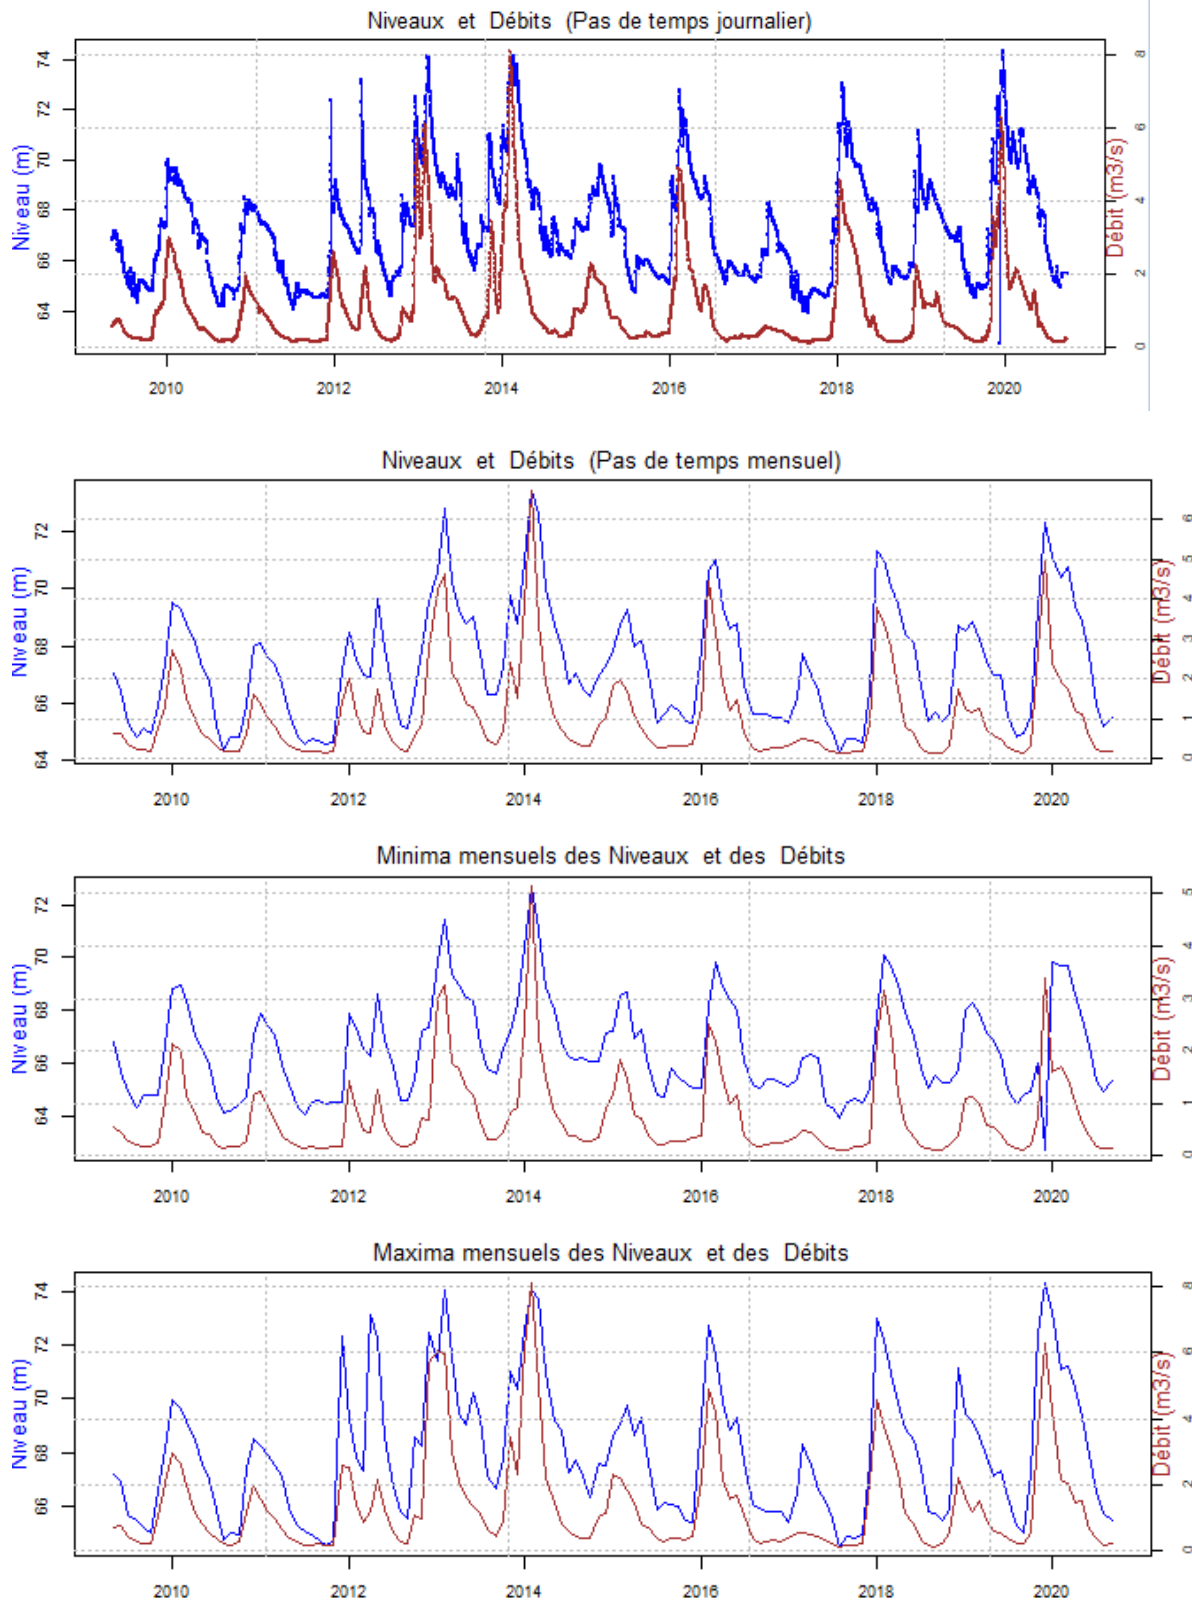 Niveaux et Débits (Pas de temps journalier)
Niveau (m)
74
72
70
68
66
64
Débit (m3/s)
8
6
4
2
0
2010 2012 2014 2016 2018 2020
Niveaux et Débits (Pas de temps mensuel)
Niveau (m)
72
70
68
66
64
Débit (m3/s)
6
5
4
3
2
1
0
2010 2012 2014 2016 2018 2020
Minima mensuels des Niveaux et des Débits
Niveau (m)
72
70
68
66
64
Débit (m3/s)
5
4
3
2
1
0
2010 2012 2014 2016 2018 2020
Maxima mensuels des Niveaux et des Débits
Niveau (m)
74
72
70
68
66
Débit (m3/s)
8
6
4
2
0
2010 2012 2014 2016 2018 2020